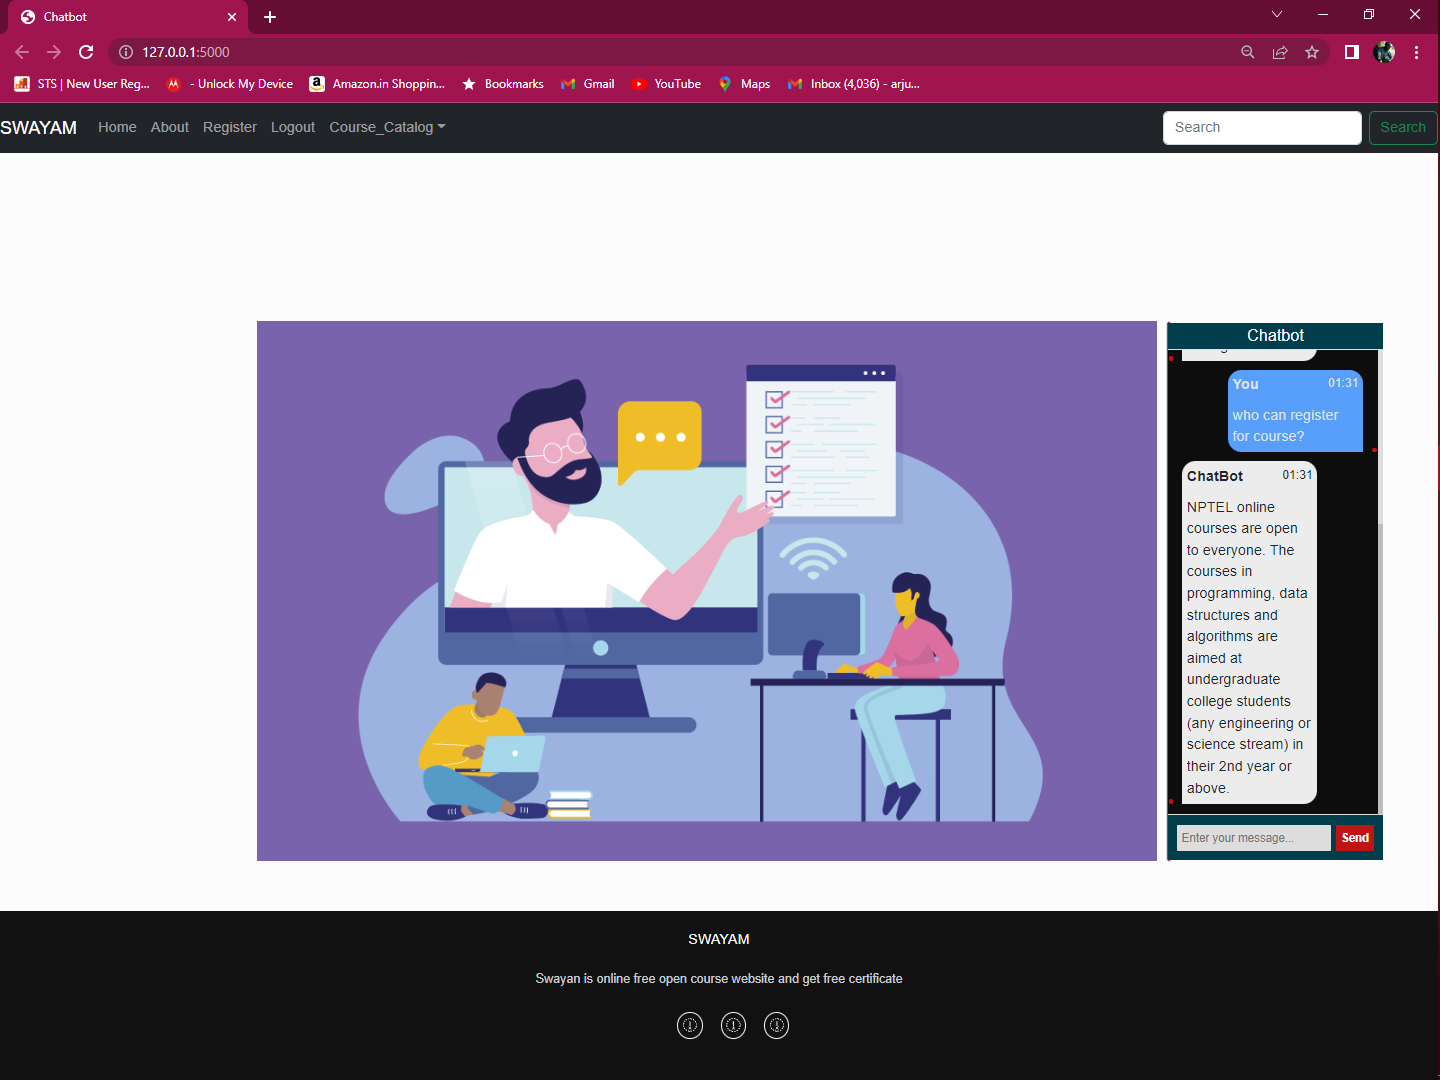 Chatbot
127.0.0.1:5000
STS | New User Reg... - Unlock My Device Amazon.in Shoppin... Bookmarks Gmail YouTube Maps Inbox (4,036) - arju...
SWAYAM Home About Register Logout Course_Catalog Search Search
Chatbot
You 01:31
who can register
for course?
ChatBot 01:31
NPTEL online
courses are open
to everyone. The
courses in
programming, data
structures and
algorithms are
aimed at
undergraduate
college students
(any engineering or
science stream) in
their 2nd year or
above.
Enter your message... Send
SWAYAM
Swayan is online free open course website and get free certificate